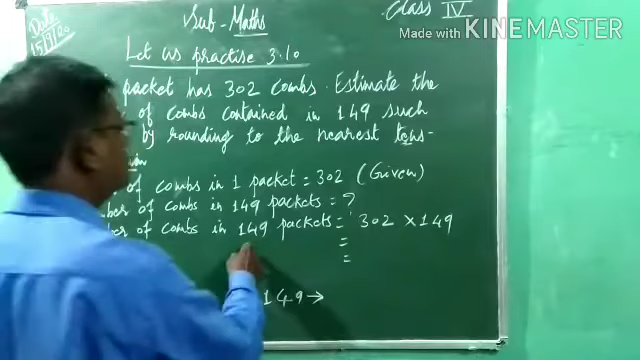 Date
15/9/20
Sub - Maths
Class IV
Made with KINEMASTER
Let us practise 3.10
packet has 302 combs. Estimate the
of combs contained in 149 such
by rounding to the nearest tens-
of combs in 1 packet = 302 (Given)
of combs in 149 packets = ?
of combs in 149 packets = 302 × 149
=
=
149 →